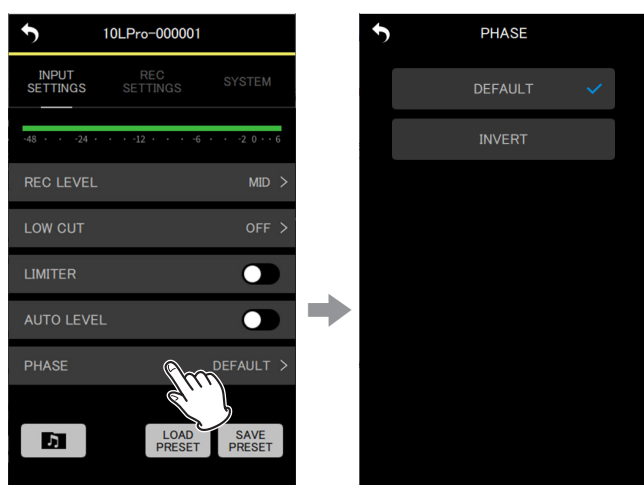 10LPro-000001
INPUT
SETTINGS
REC
SETTINGS
SYSTEM
-48 · · -24 · · · -12 · · · -6 · · -2 0 · · 6
REC LEVEL MID >
LOW CUT OFF >
LIMITER
AUTO LEVEL
PHASE DEFAULT >
LOAD
PRESET
SAVE
PRESET
PHASE
DEFAULT
INVERT